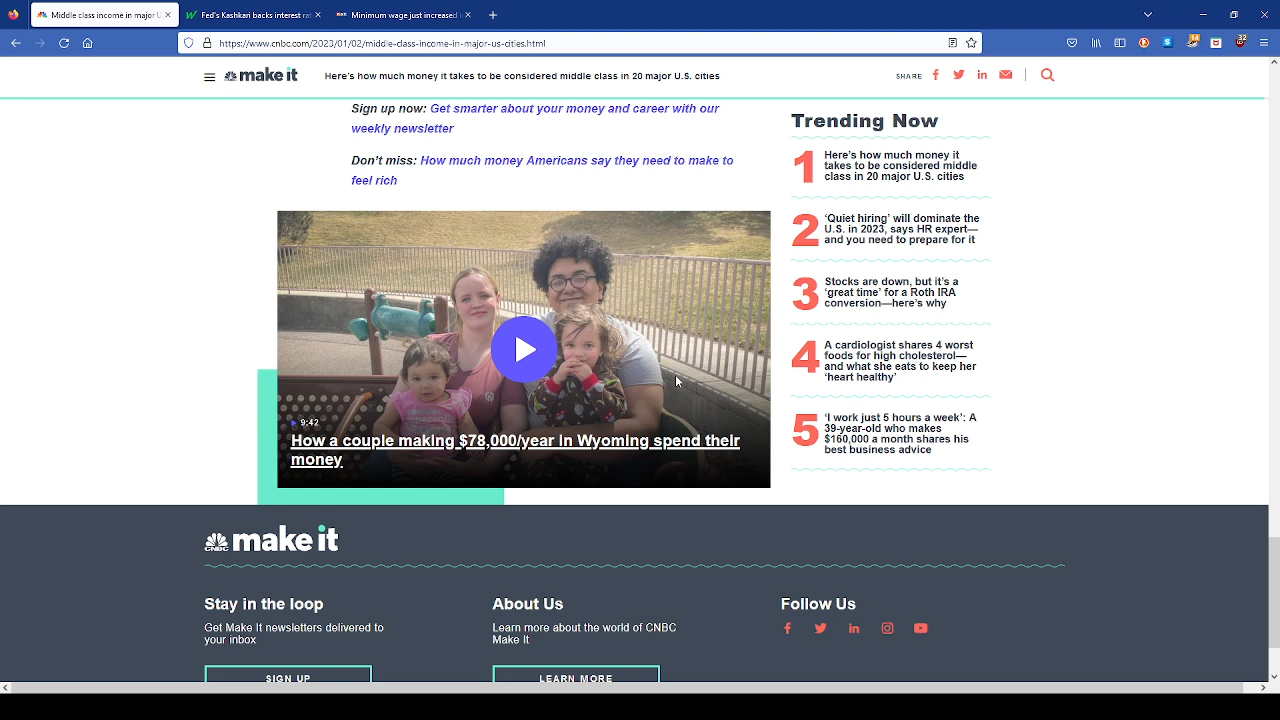 Middle class income in major U
Fed's Kashkari backs interest rat
Minimum wage just increased i
https://www.cnbc.com/2023/01/02/middle-class-income-in-major-us-cities.html
make it
Here's how much money it takes to be considered middle class in 20 major U.S. cities
SHARE
Sign up now: Get smarter about your money and career with our
weekly newsletter
Don't miss: How much money Americans say they need to make to
feel rich
9:42
How a couple making $78,000/year in Wyoming spend their
money
Trending Now
1
Here's how much money it
takes to be considered middle
class in 20 major U.S. cities
2
‘Quiet hiring’ will dominate the
U.S. in 2023, says HR expert—
and you need to prepare for it
3
Stocks are down, but it’s a
‘great time’ for a Roth IRA
conversion—here’s why
4
A cardiologist shares 4 worst
foods for high cholesterol—
and what she eats to keep her
‘heart healthy’
5
‘I work just 5 hours a week’: A
39-year-old who makes
$160,000 a month shares his
best business advice
CNBC make it
Stay in the loop
Get Make It newsletters delivered to
your inbox
SIGN UP
About Us
Learn more about the world of CNBC
Make It
LEARN MORE
Follow Us